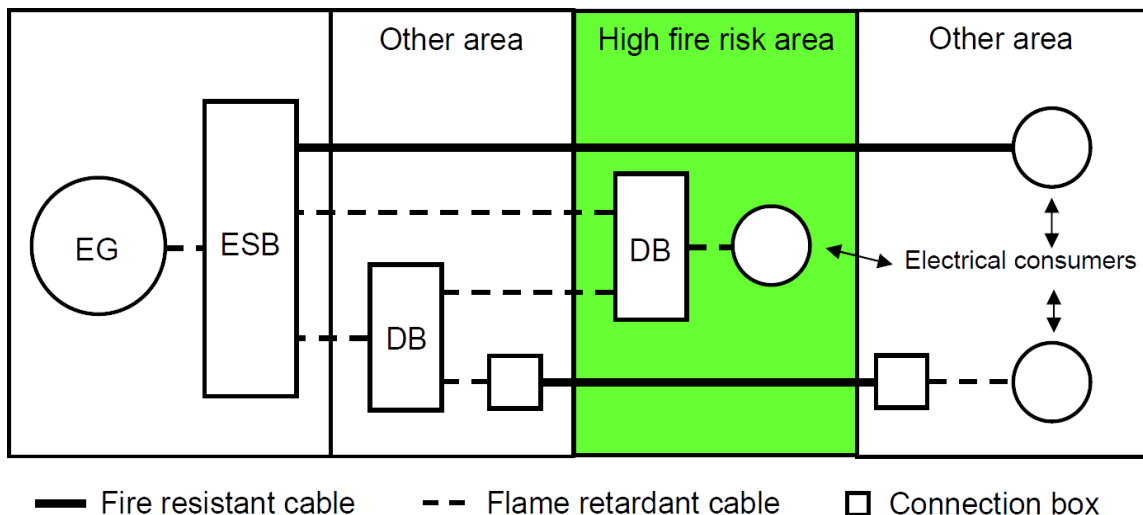 Other area
High fire risk area
Other area
EG
ESB
DB
DB
Electrical consumers
Fire resistant cable
Flame retardant cable
Connection box